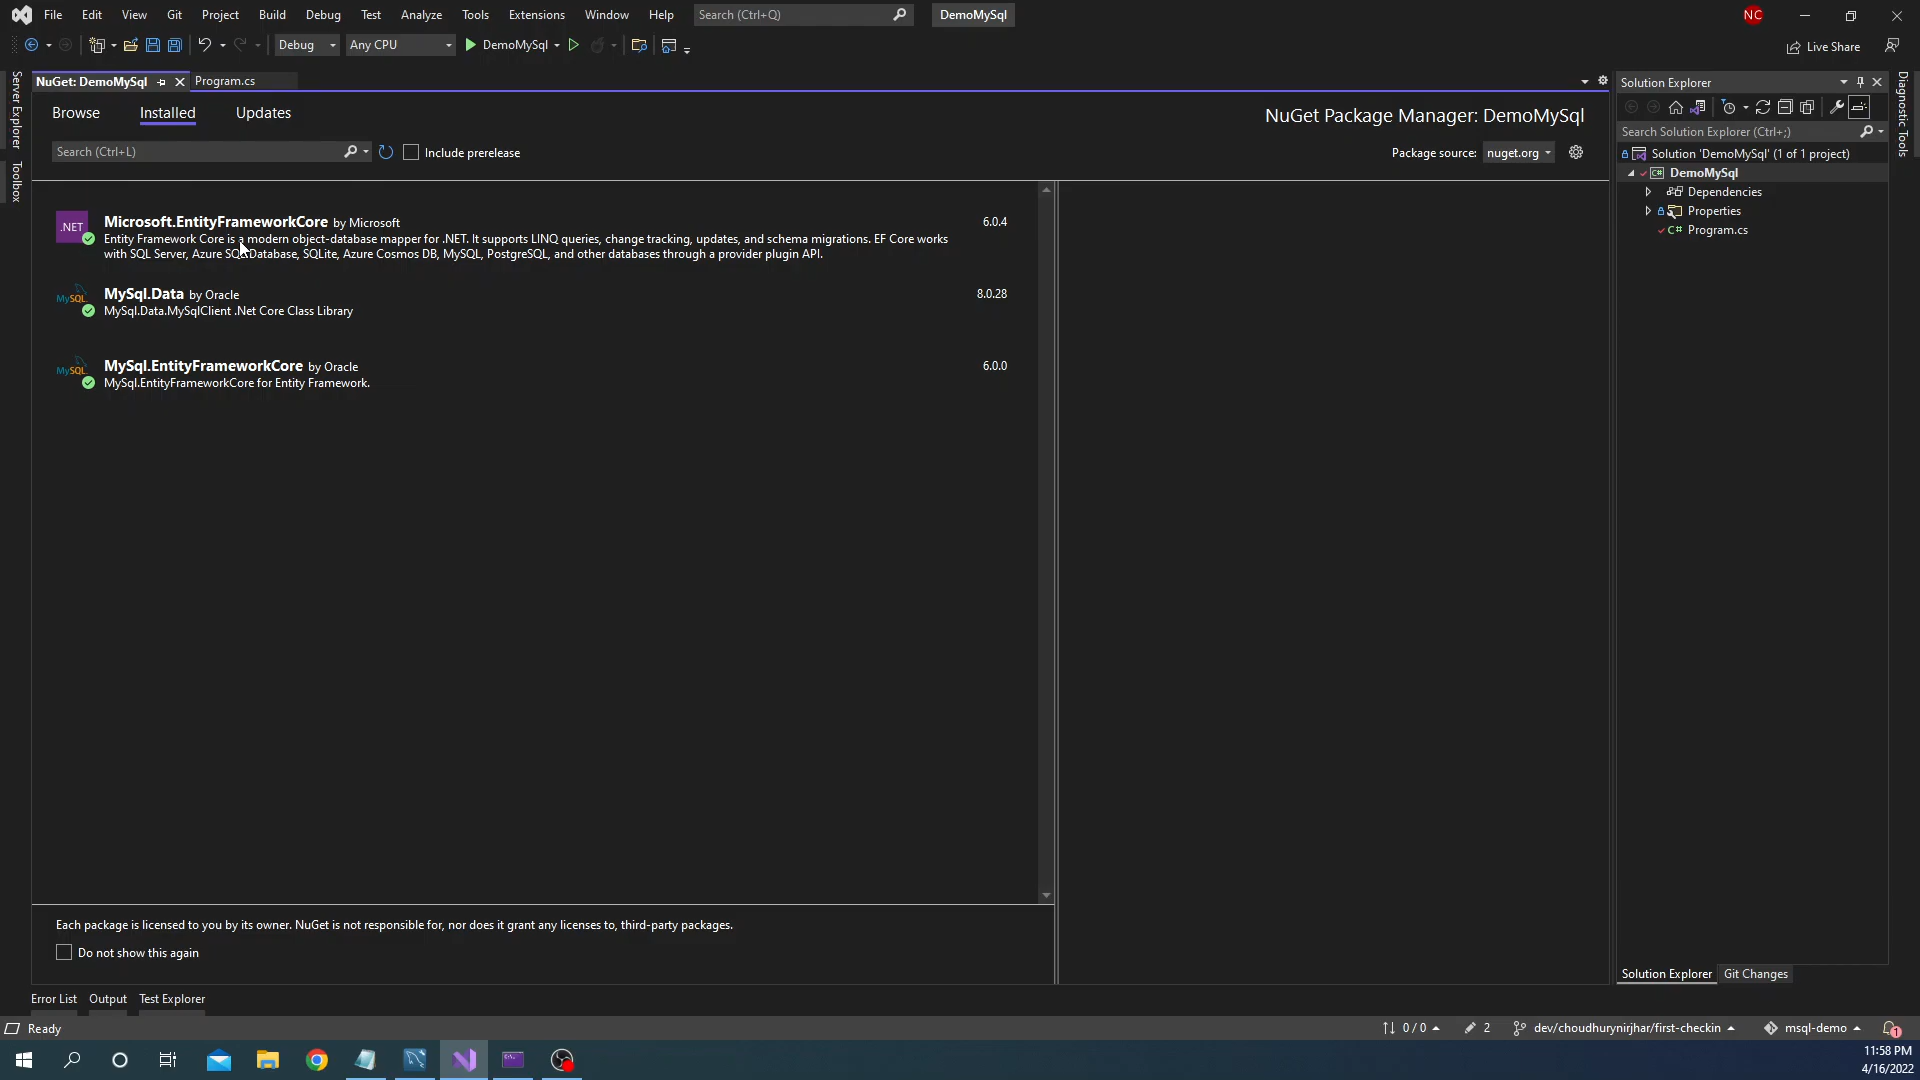 File Edit View Git Project Build Debug Test Analyze Tools Extensions Window Help Search (Ctrl+Q) DemoMySql NC
Debug Any CPU DemoMySql Live Share
NuGet: DemoMySql Program.cs
Server Explorer
Toolbox
Browse Installed Updates
NuGet Package Manager: DemoMySql
Search (Ctrl+L) Include prerelease
Package source: nuget.org
.NET
Microsoft.EntityFrameworkCore by Microsoft 6.0.4
Entity Framework Core is a modern object-database mapper for .NET. It supports LINQ queries, change tracking, updates, and schema migrations. EF Core works
with SQL Server, Azure SQL Database, SQLite, Azure Cosmos DB, MySQL, PostgreSQL, and other databases through a provider plugin API.
MySQL
MySql.Data by Oracle 8.0.28
MySql.Data.MySqlClient .Net Core Class Library
MySQL
MySql.EntityFrameworkCore by Oracle 6.0.0
MySql.EntityFrameworkCore for Entity Framework.
Each package is licensed to you by its owner. NuGet is not responsible for, nor does it grant any licenses to, third-party packages.
Do not show this again
Solution Explorer
Search Solution Explorer (Ctrl+;)
Solution 'DemoMySql' (1 of 1 project)
C# DemoMySql
Dependencies
Properties
C# Program.cs
Solution Explorer Git Changes
Diagnostic Tools
Error List Output Test Explorer
Ready 0 / 0 2 dev/choudhurynirjhar/first-checkin msql-demo 1
11:58 PM
4/16/2022